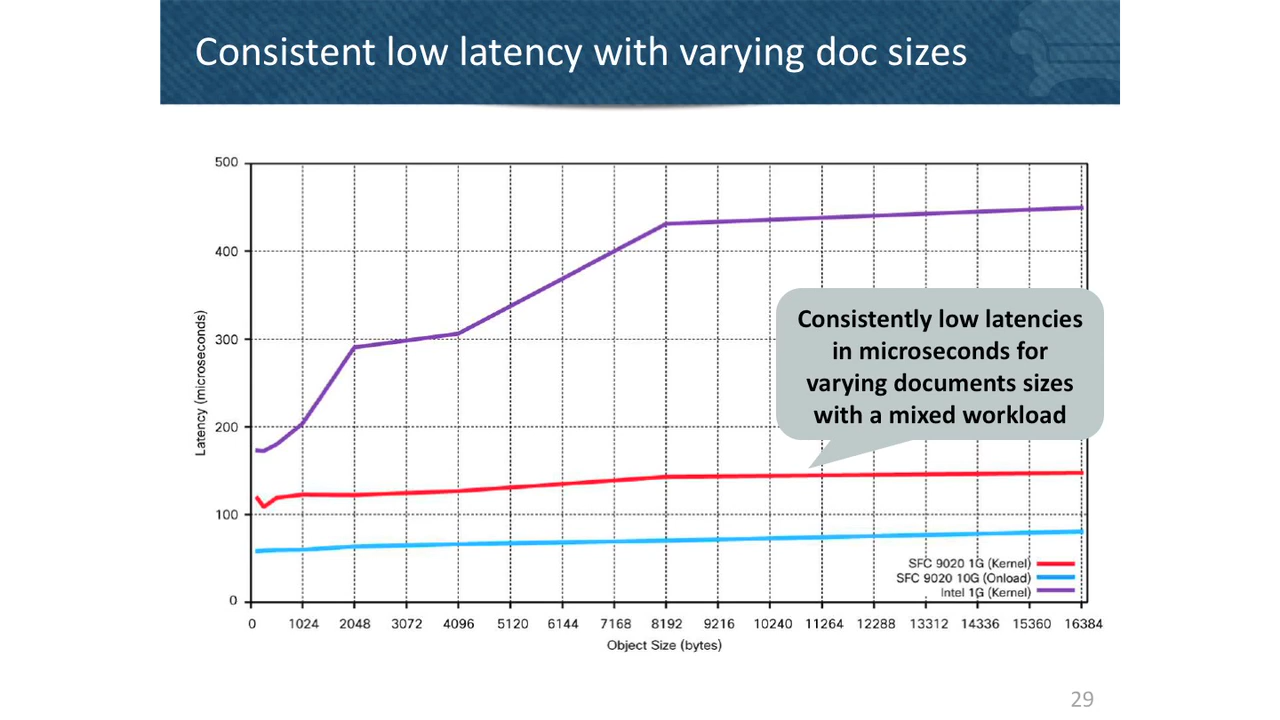 Consistent low latency with varying doc sizes
500
400
300
200
100
0
Latency (microseconds)
Consistently low latencies
in microseconds for
varying documents sizes
with a mixed workload
SFC 9020 1G (Kernel)
SFC 9020 10G (Onload)
Intel 1G (Kernel)
0 1024 2048 3072 4096 5120 6144 7168 8192 9216 10240 11264 12288 13312 14336 15360 16384
Object Size (bytes)
29